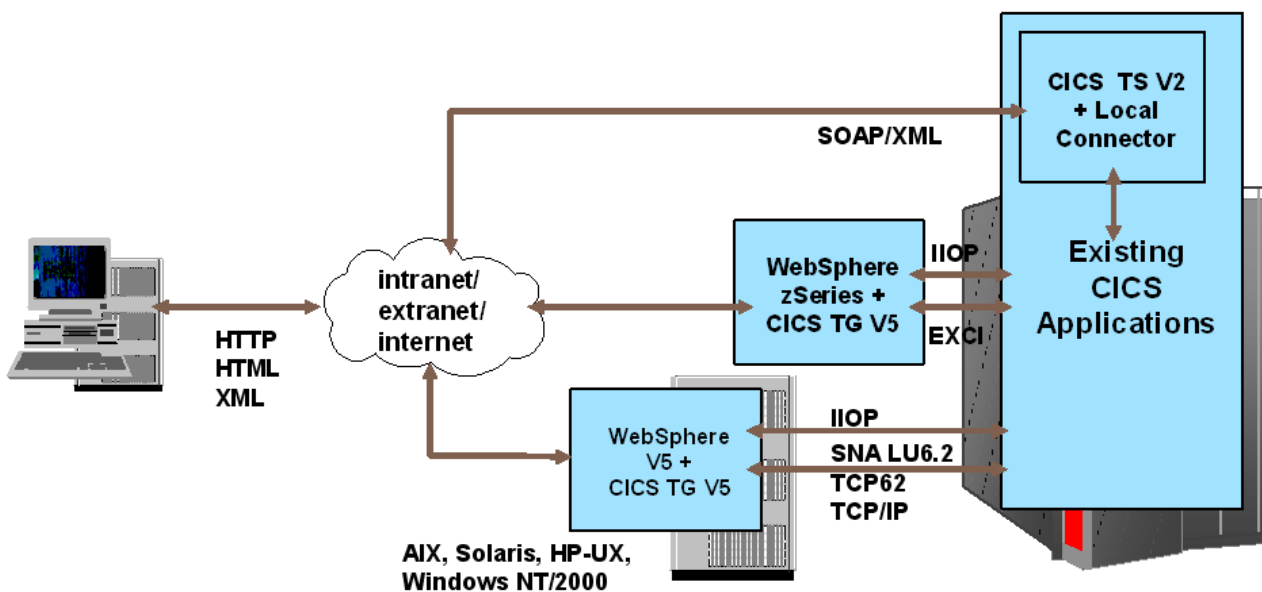 CICS TS V2
+ Local
Connector
SOAP/XML
intranet/
extranet/
internet
HTTP
HTML
XML
WebSphere
zSeries +
CICS TG V5
IIOP
EXCI
Existing
CICS
Applications
WebSphere
V5 +
CICS TG V5
IIOP
SNA LU6.2
TCP62
TCP/IP
AIX, Solaris, HP-UX,
Windows NT/2000